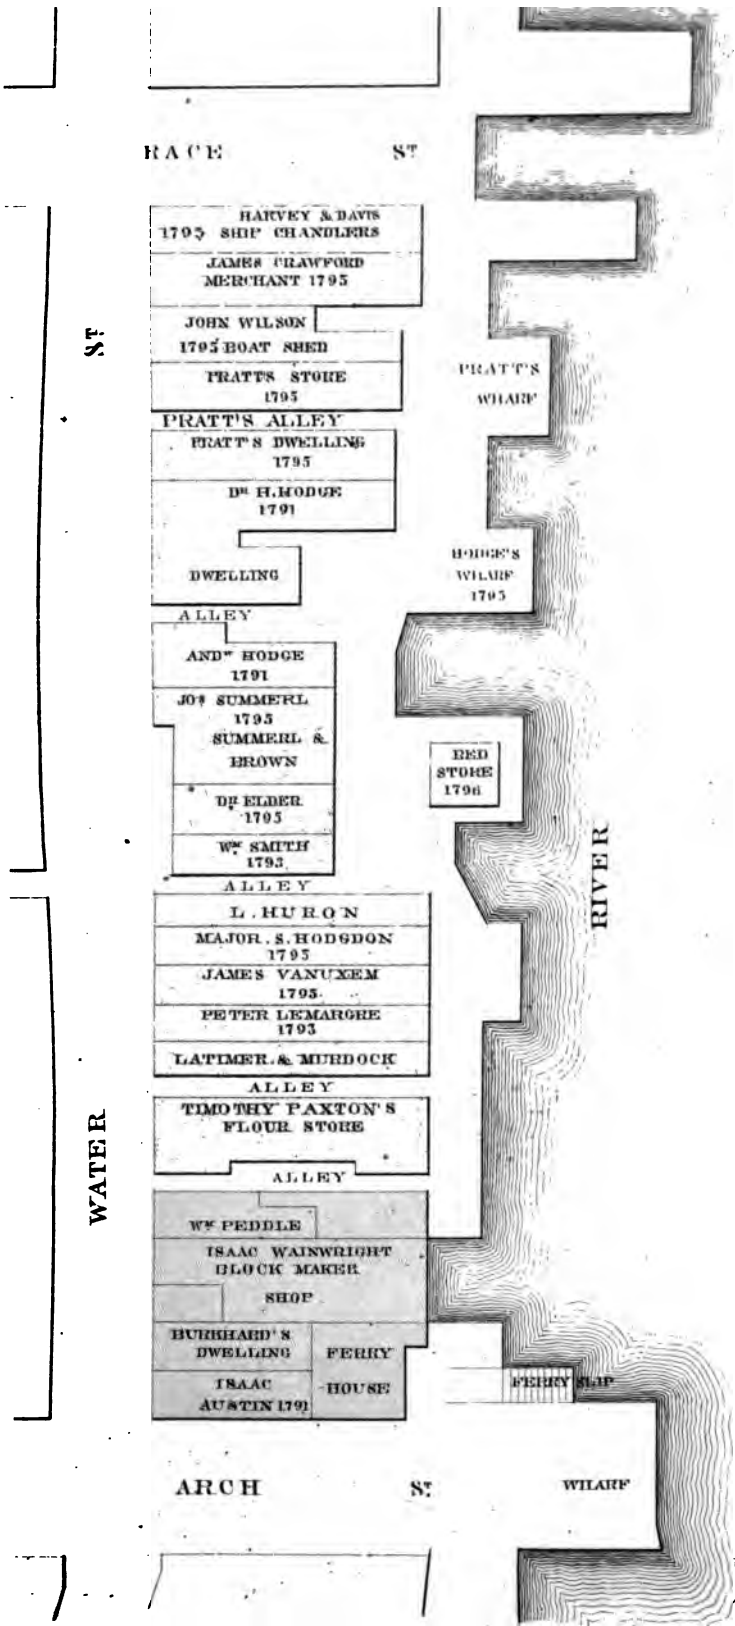 RACE ST
HARVEY & DAVIS
1795 SHIP CHANDLERS
JAMES CRAWFORD
MERCHANT 1795
JOHN WILSON
1795 BOAT SHED
PRATT'S STORE
1795
PRATT'S ALLEY
PRATT'S DWELLING
1795
DR H. HODGE
1791
DWELLING
ALLEY
ANDW HODGE
1791
JOS SUMMERL
1795
SUMMERL &
BROWN
DR ELDER
1795
WM SMITH
1793
ALLEY
L. HURON
MAJOR. S. HODGDON
1795
JAMES VANUXEM
1795
PETER LEMARGRE
1793
LATIMER & MURDOCK
ALLEY
TIMOTHY PAXTON'S
FLOUR STORE
ALLEY
WM PEDDLE
ISAAC WAINWRIGHT
BLOCK MAKER
SHOP
BURKHARD'S
DWELLING
FERRY
HOUSE
ISAAC
AUSTIN 1791
ARCH ST
PRATT'S
WHARF
HODGE'S
WHARF
1795
RED
STORE
1796
FERRY SLIP
WHARF
WATER ST
RIVER